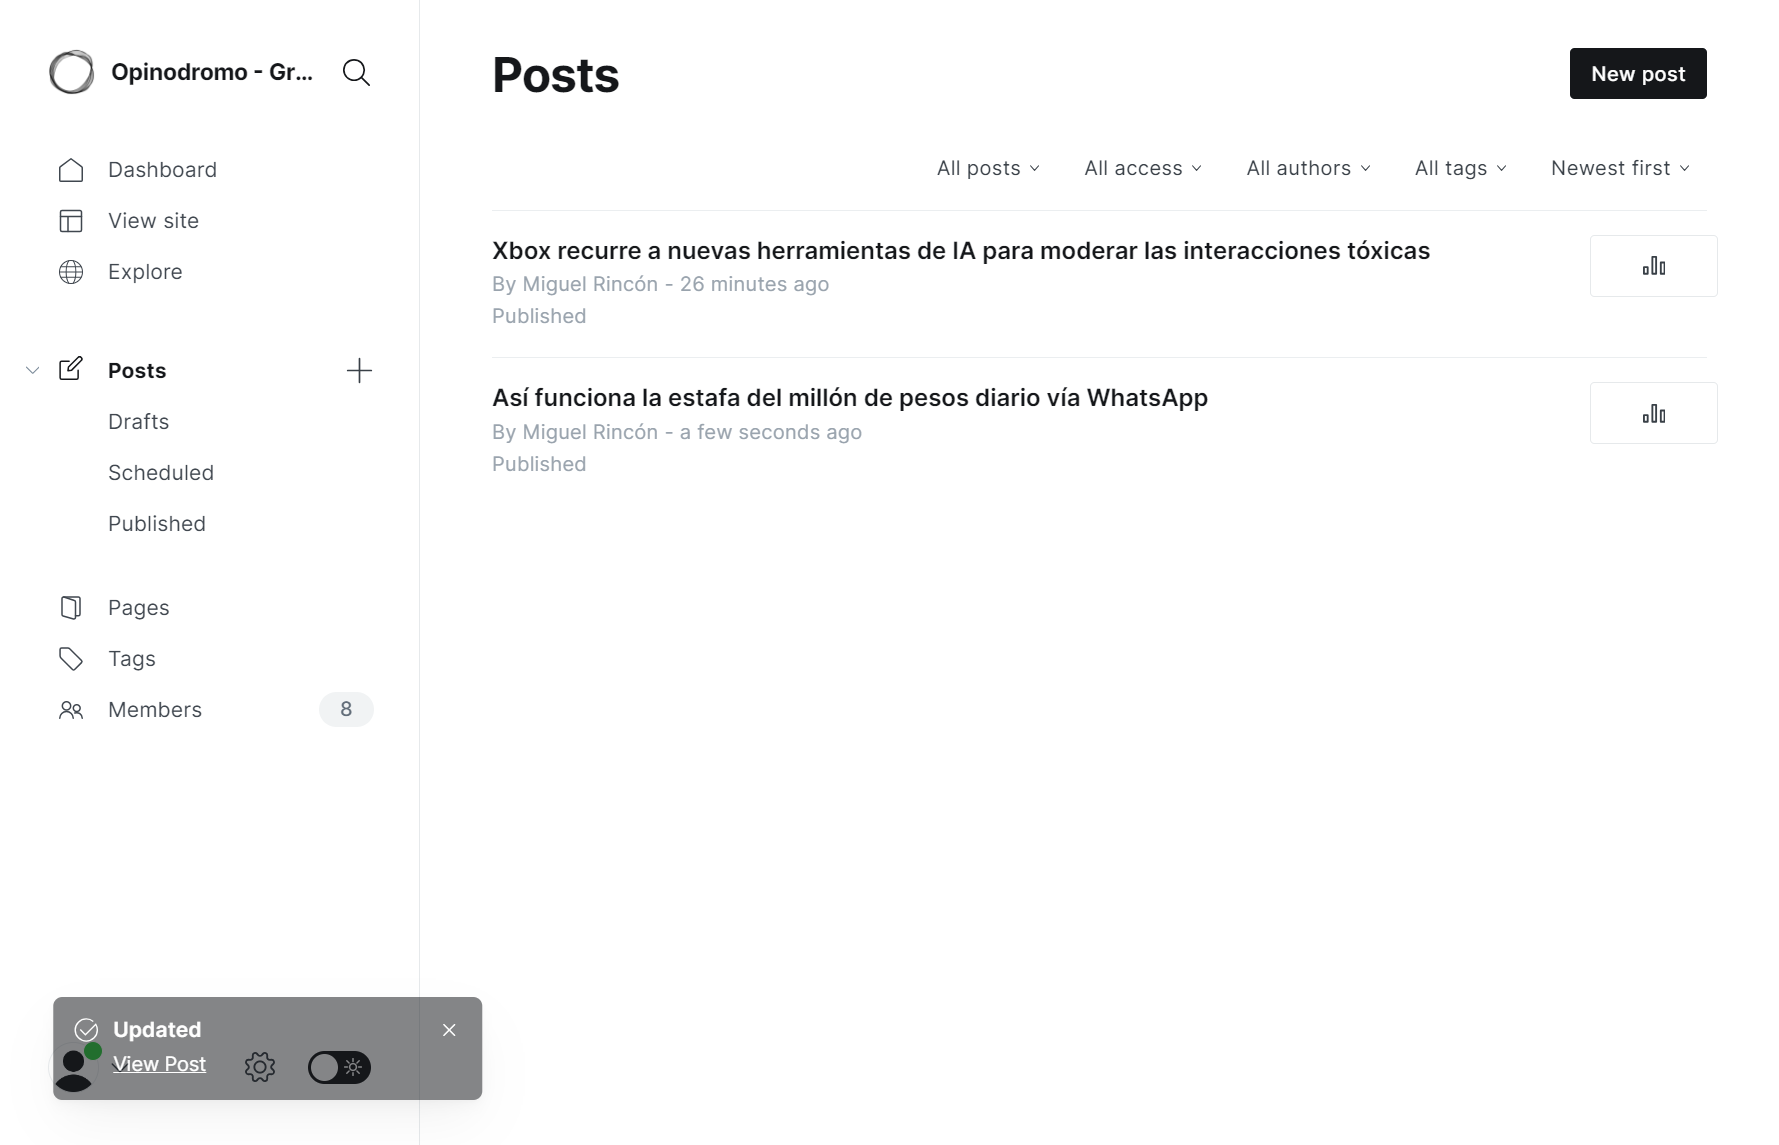 Opinodromo - Gr...
Dashboard
View site
Explore
Posts
Drafts
Scheduled
Published
Pages
Tags
Members
8
Updated
View Post
Posts
New post
All posts
All access
All authors
All tags
Newest first
Xbox recurre a nuevas herramientas de IA para moderar las interacciones tóxicas
By Miguel Rincón - 26 minutes ago
Published
Así funciona la estafa del millón de pesos diario vía WhatsApp
By Miguel Rincón - a few seconds ago
Published